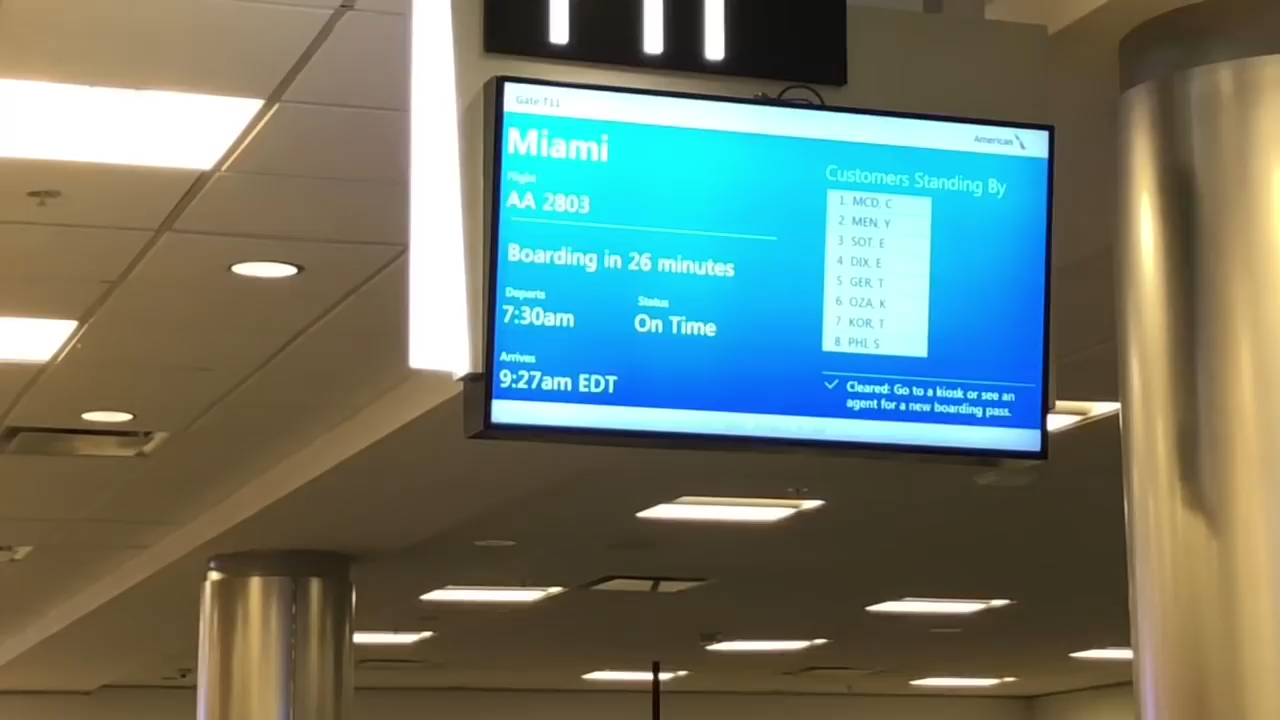 T11
Gate T11
American
Miami
Flight
AA 2803
Boarding in 26 minutes
Departs
7:30am
Status
On Time
Arrives
9:27am EDT
Customers Standing By
1. MCD, C
2. MEN, Y
3 SOT, E
4 DIX, E
5 GER, T
6 OZA, K
7 KOR, T
8 PHI, S
Cleared: Go to a kiosk or see an
agent for a new boarding pass.